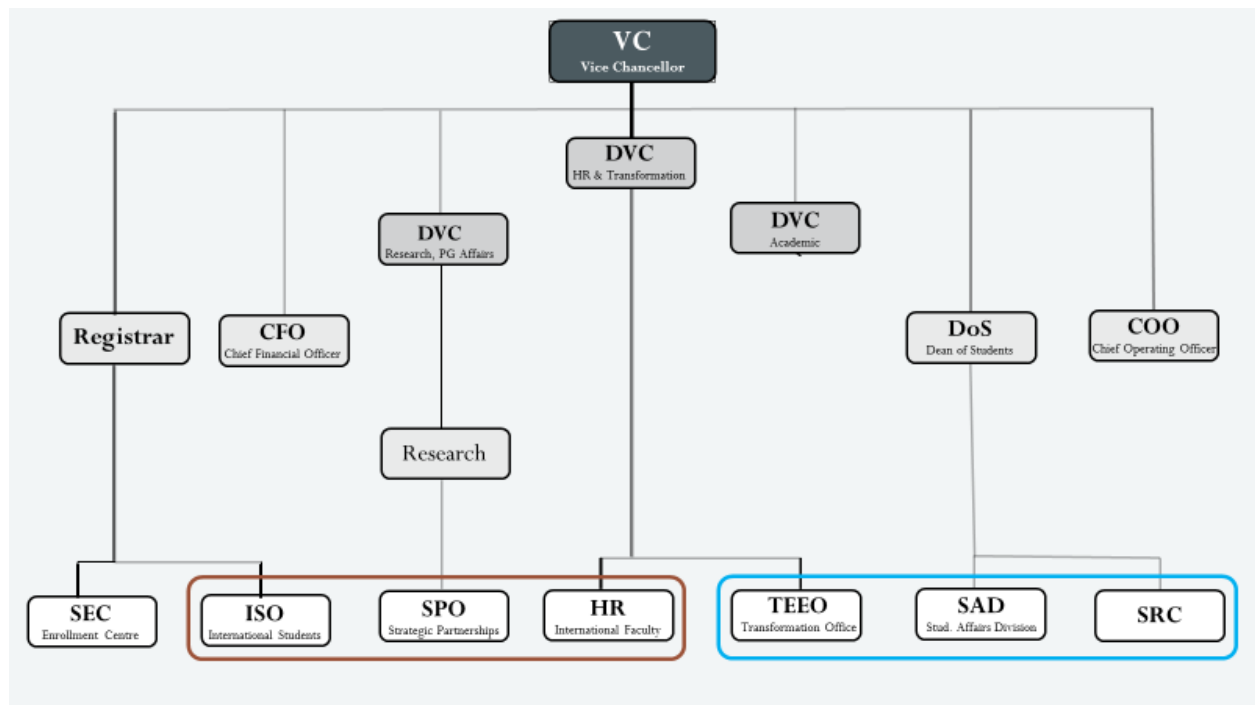 VC
Vice Chancellor
DVC
HR & Transformation
DVC
Academic
DVC
Research, PG Affairs
Registrar
CFO
Chief Financial Officer
DoS
Dean of Students
COO
Chief Operating Officer
Research
SEC
Enrollment Centre
ISO
International Students
SPO
Strategic Partnerships
HR
International Faculty
TEEO
Transformation Office
SAD
Stud. Affairs Division
SRC